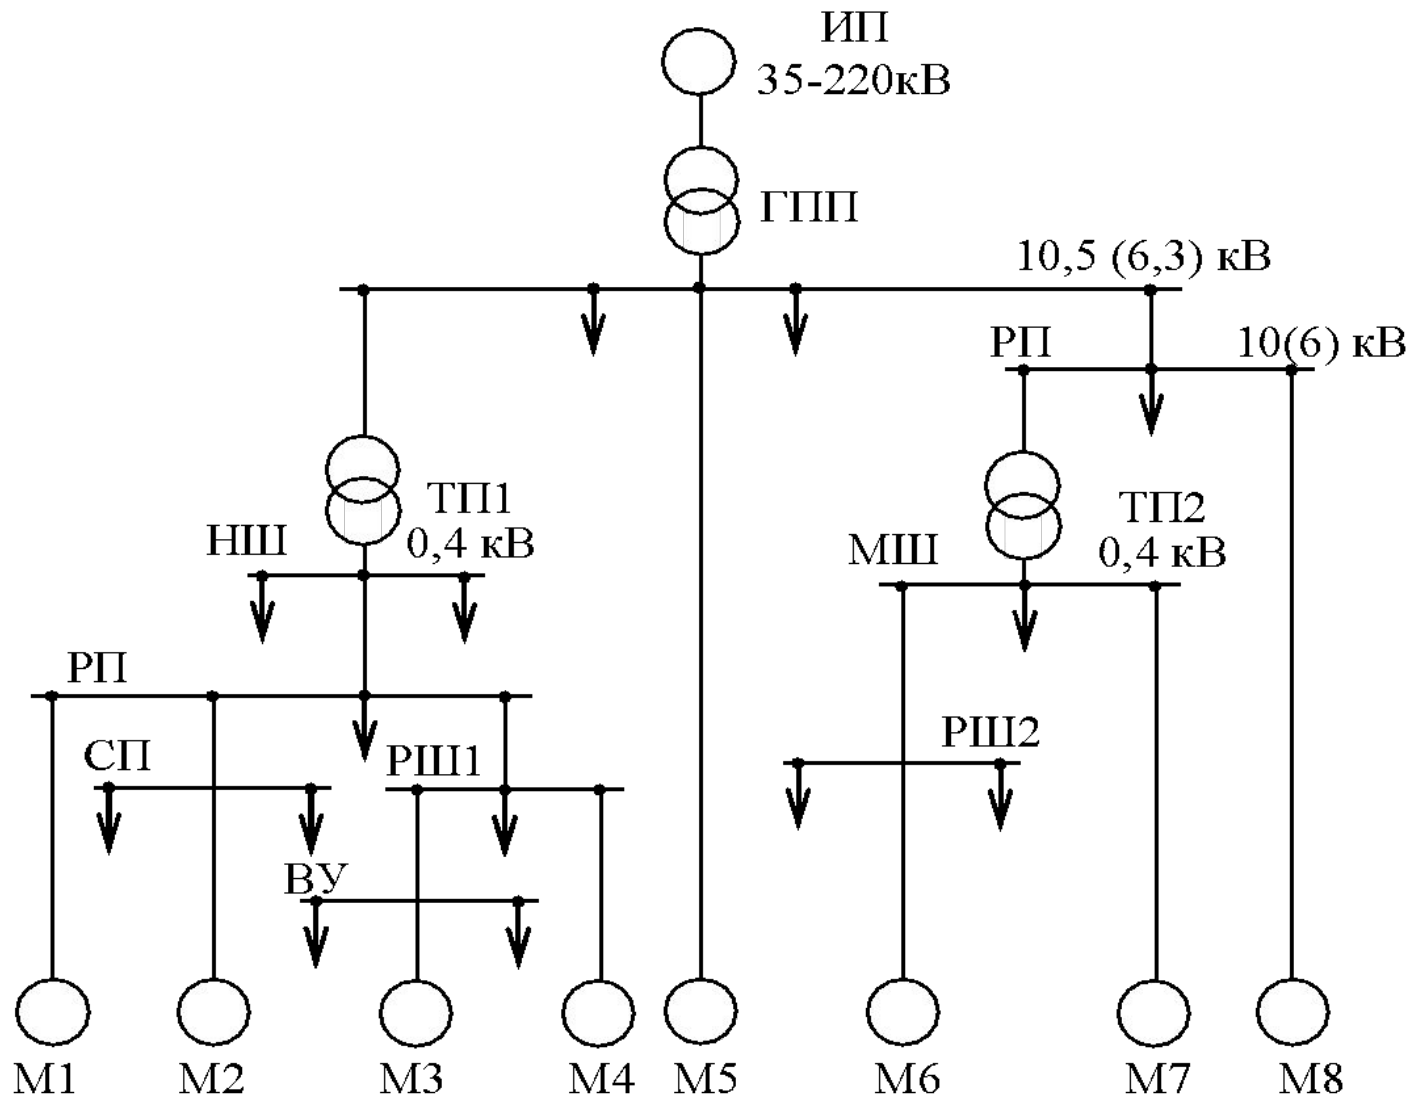 ИП
35-220кВ
ГПП
10,5 (6,3) кВ
РП
10(6) кВ
ТП1
0,4 кВ
НШ
ТП2
0,4 кВ
МШ
РП
СП
РШ1
РШ2
ВУ
М1
М2
М3
М4
М5
М6
М7
М8